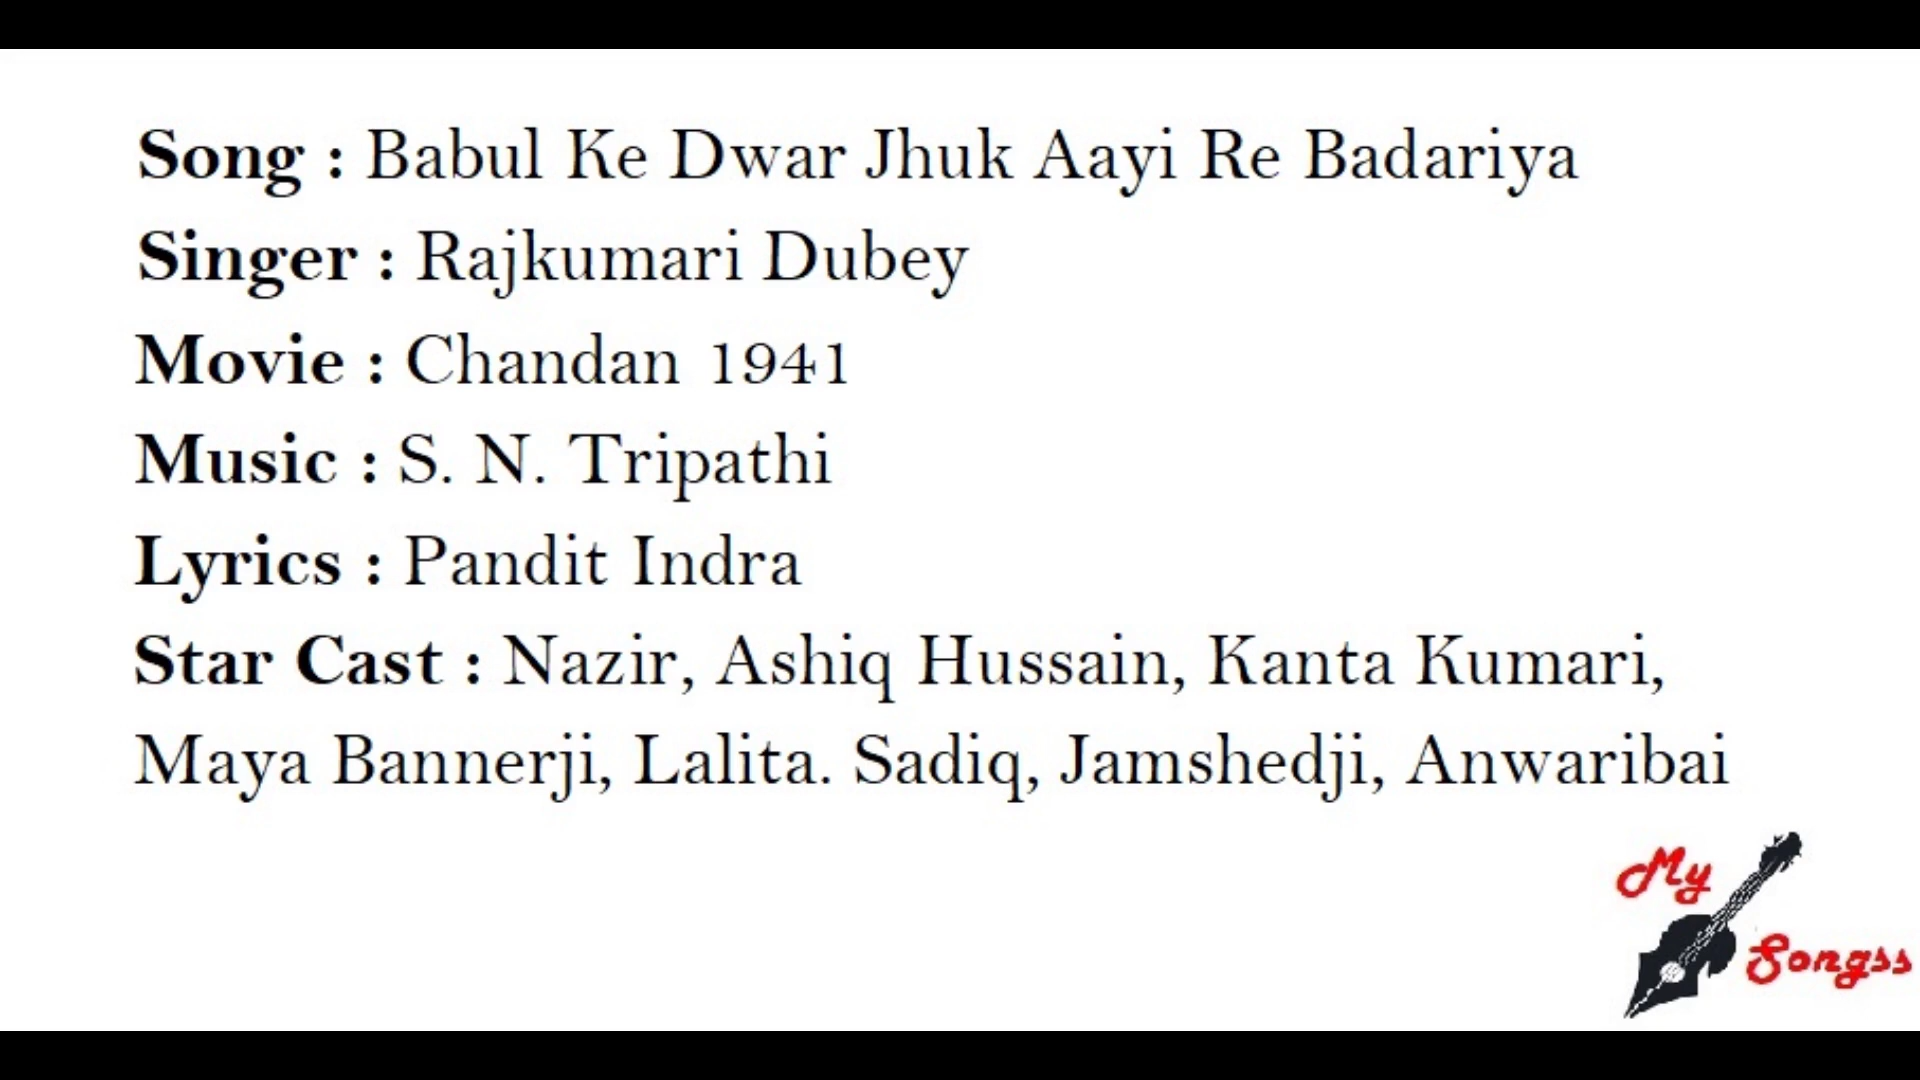 Song : Babul Ke Dwar Jhuk Aayi Re Badariya
Singer : Rajkumari Dubey
Movie : Chandan 1941
Music : S. N. Tripathi
Lyrics : Pandit Indra
Star Cast : Nazir, Ashiq Hussain, Kanta Kumari,
Maya Bannerji, Lalita. Sadiq, Jamshedji, Anwaribai
My
Songss